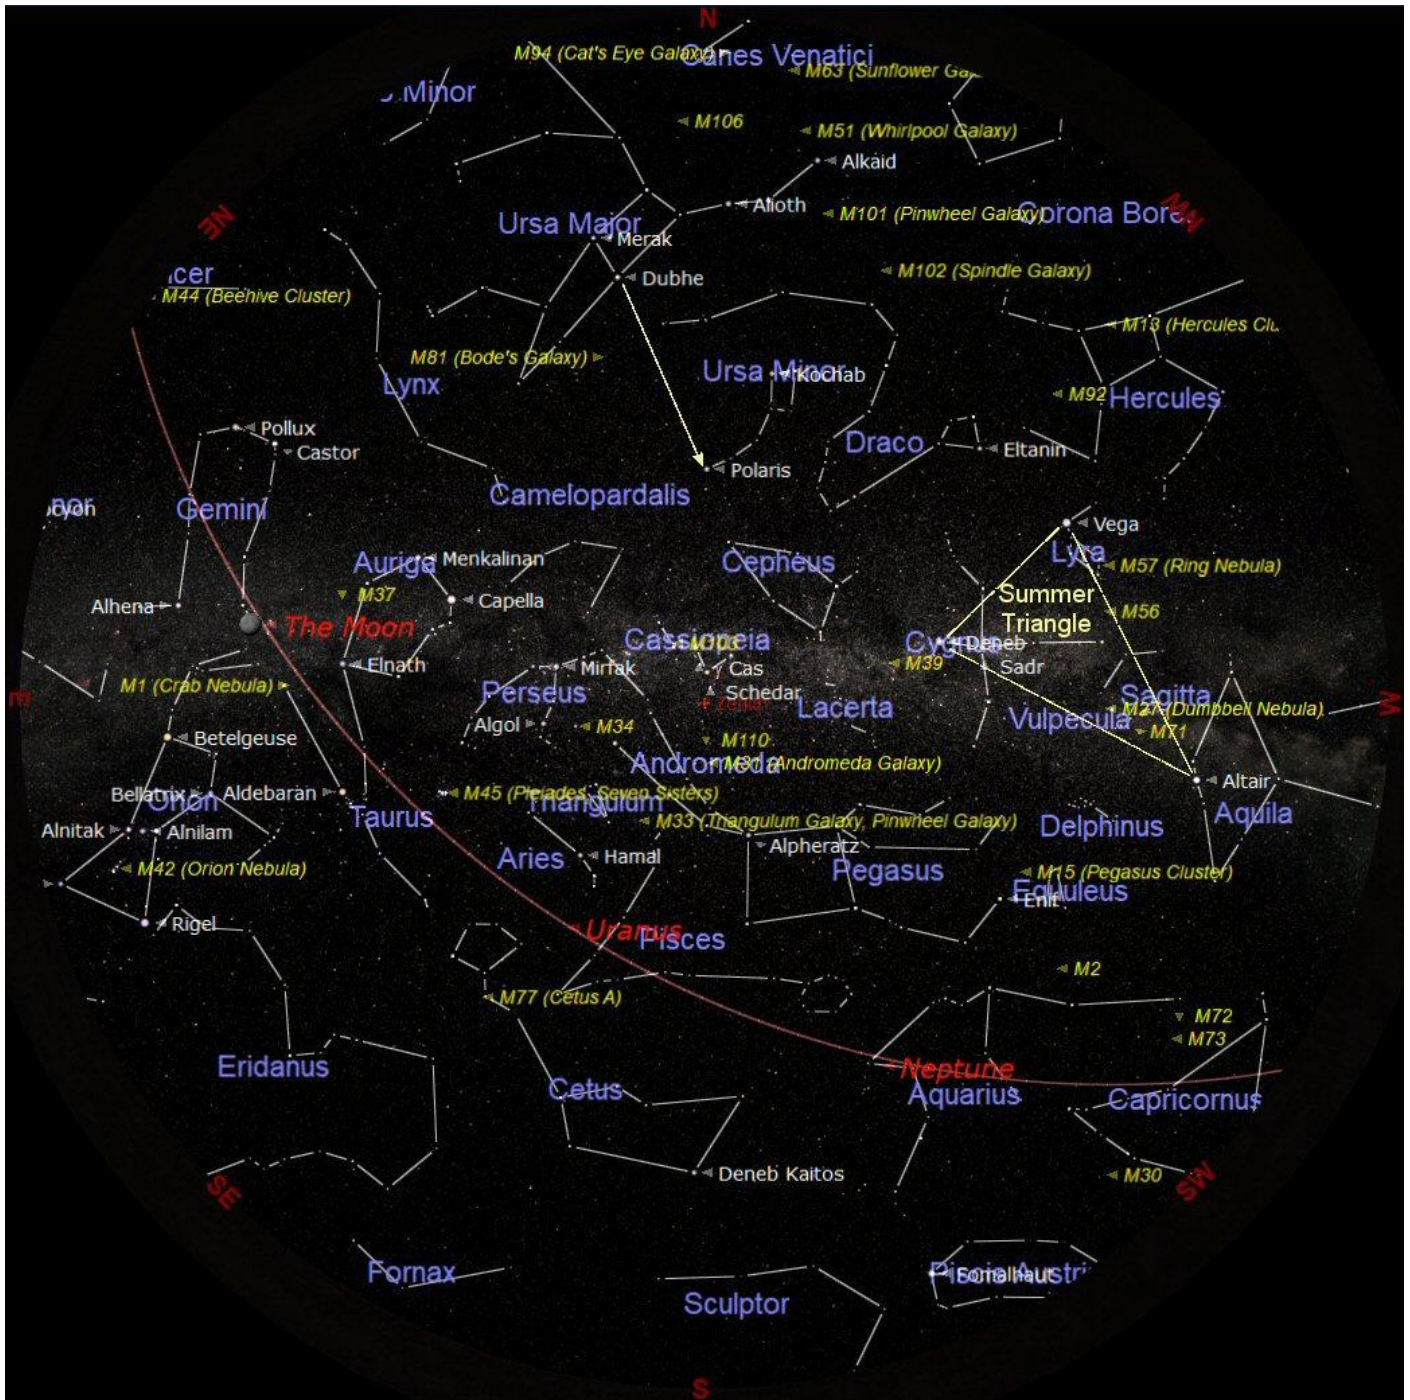 N
M94 (Cat's Eye Galaxy)
Canes Venatici
M63 (Sunflower Ga
Minor
M106
M51 (Whirlpool Galaxy)
Alkaid
NE
NW
Ursa Major
Alioth
M101 (Pinwheel Galaxy)
Corona Bore
Merak
Dubhe
M102 (Spindle Galaxy)
cer
M44 (Beehive Cluster)
M13 (Hercules Clu
M81 (Bode's Galaxy)
Lynx
Ursa Minor
Kochab
M92
Hercules
Pollux
Castor
Draco
Eltanin
Polaris
Camelopardalis
Gemini
ocyon
Vega
Lyra
Auriga
Menkalinan
Cepheus
M57 (Ring Nebula)
M37
Alhena
Capella
Summer
Triangle
M56
The Moon
Cassiopeia
M103
Cygnus
Deneb
Elnath
Mirfak
Cas
M39
Sadr
M1 (Crab Nebula)
Perseus
Schedar
Sagitta
E
Zenith
Lacerta
M27 (Dumbbell Nebula)
W
Algol
M34
Vulpecula
M71
Betelgeuse
M110
Andromeda
M31 (Andromeda Galaxy)
Altair
Bellatrix
Orion
Aldebaran
M45 (Pleiades, Seven Sisters)
Triangulum
Taurus
M33 (Triangulum Galaxy, Pinwheel Galaxy)
Delphinus
Aquila
Alnitak
Alnilam
Aries
Hamal
Alpheratz
M42 (Orion Nebula)
Pegasus
M15 (Pegasus Cluster)
Equuleus
Enif
Rigel
Uranus
Pisces
M2
M77 (Cetus A)
M72
M73
Eridanus
Neptune
Cetus
Aquarius
Capricornus
Deneb Kaitos
M30
SE
SW
Fornax
Piscis Austri
Fomalhaut
Sculptor
S